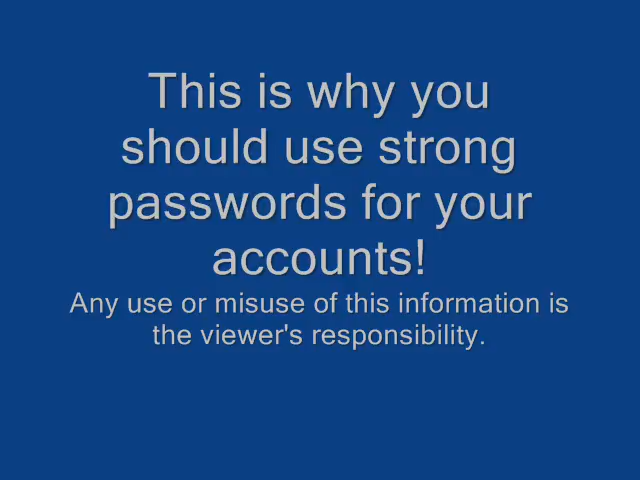 This is why you
should use strong
passwords for your
accounts!
Any use or misuse of this information is
the viewer's responsibility.